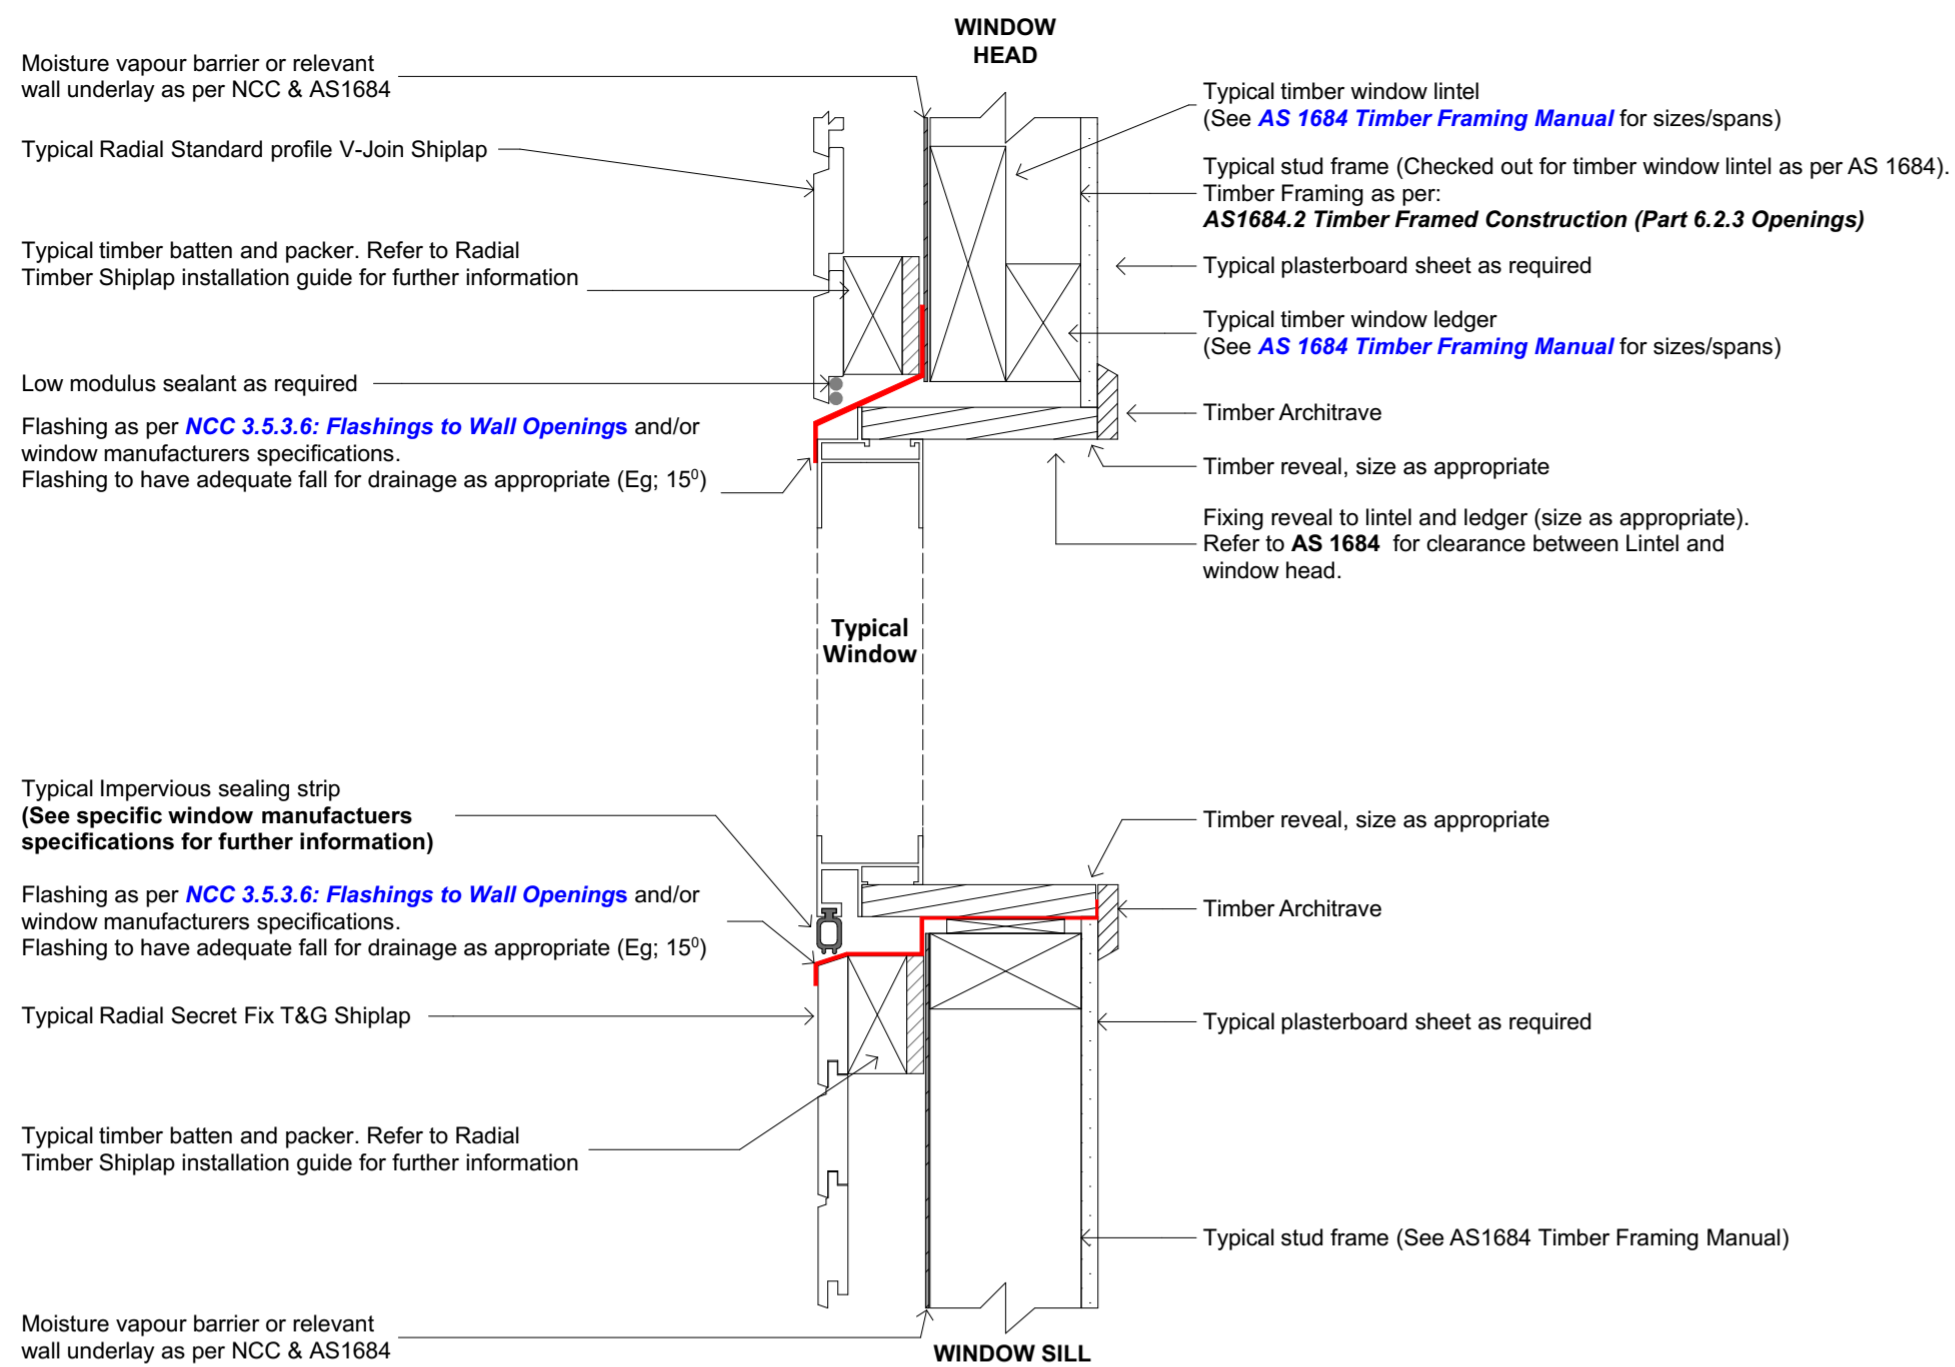 WINDOW
HEAD
Moisture vapour barrier or relevant
wall underlay as per NCC & AS1684
Typical Radial Standard profile V-Join Shiplap
Typical timber batten and packer. Refer to Radial
Timber Shiplap installation guide for further information
Low modulus sealant as required
Flashing as per NCC 3.5.3.6: Flashings to Wall Openings and/or
window manufacturers specifications.
Flashing to have adequate fall for drainage as appropriate (Eg; 15⁰)
Typical timber window lintel
(See AS 1684 Timber Framing Manual for sizes/spans)
Typical stud frame (Checked out for timber window lintel as per AS 1684).
Timber Framing as per:
AS1684.2 Timber Framed Construction (Part 6.2.3 Openings)
Typical plasterboard sheet as required
Typical timber window ledger
(See AS 1684 Timber Framing Manual for sizes/spans)
Timber Architrave
Timber reveal, size as appropriate
Fixing reveal to lintel and ledger (size as appropriate).
Refer to AS 1684 for clearance between Lintel and
window head.
Typical
Window
Typical Impervious sealing strip
(See specific window manufactuers
specifications for further information)
Flashing as per NCC 3.5.3.6: Flashings to Wall Openings and/or
window manufacturers specifications.
Flashing to have adequate fall for drainage as appropriate (Eg; 15⁰)
Typical Radial Secret Fix T&G Shiplap
Typical timber batten and packer. Refer to Radial
Timber Shiplap installation guide for further information
Moisture vapour barrier or relevant
wall underlay as per NCC & AS1684
Timber reveal, size as appropriate
Timber Architrave
Typical plasterboard sheet as required
Typical stud frame (See AS1684 Timber Framing Manual)
WINDOW SILL